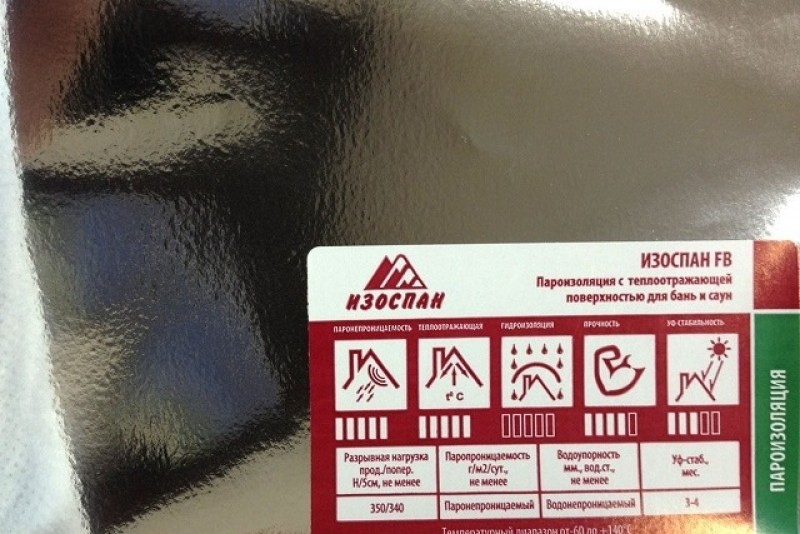 ИЗОСПАН
ИЗОСПАН FB
Пароизоляция с теплоотражающей
поверхностью для бань и саун
ПАРОНЕПРОНИЦАЕМОСТЬ ТЕПЛООТРАЖАЮЩАЯ ГИДРОИЗОЛЯЦИЯ ПРОЧНОСТЬ УФ-СТАБИЛЬНОСТЬ
t° C
Разрывная нагрузка
прод./попер.
Н/5см, не менее
Паропроницаемость
г/м2/сут.,
не менее
Водоупорность
мм., вод.ст.,
не менее
Уф-стаб.,
мес.
350/340 Паронепроницаемый Водонепроницаемый 3-4
Температурный диапазон от-60 до +140°C
ПАРОИЗОЛЯЦИЯ